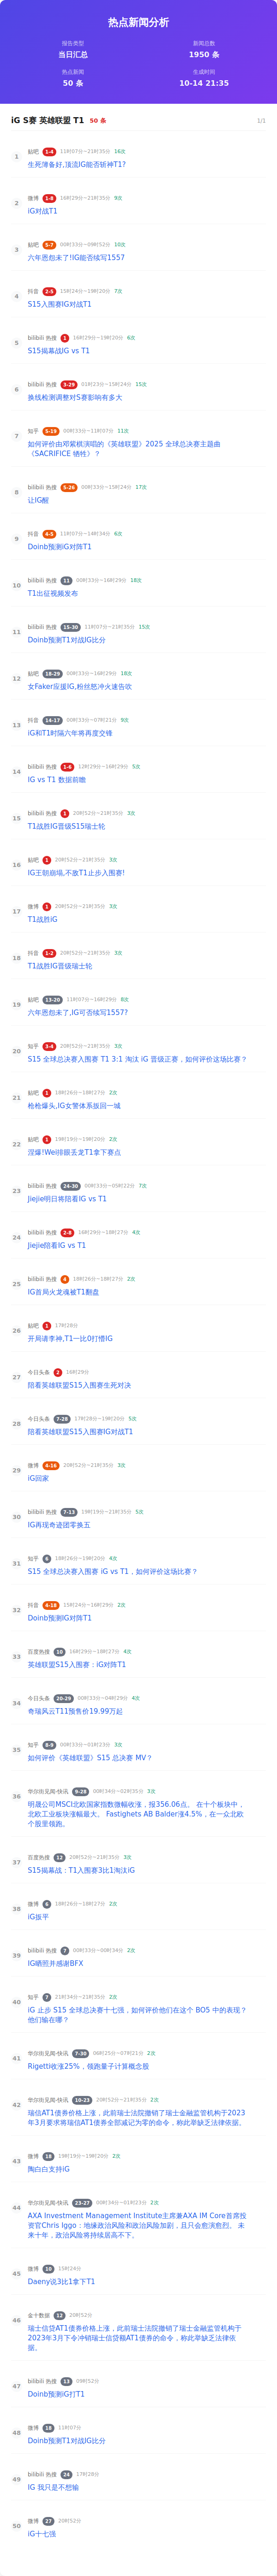 热点新闻分析
报告类型
当日汇总
新闻总数
1950 条
热点新闻
50 条
生成时间
10-14 21:35
iG S赛 英雄联盟 T1 50 条 1/1
1 贴吧 1-4 11时07分~21时35分 16次
生死簿备好,顶流IG能否斩神T1?
2 微博 1-8 16时29分~21时35分 9次
iG对战T1
3 贴吧 5-7 00时33分~09时52分 10次
六年恩怨未了!IG能否续写1557
4 抖音 2-5 15时24分~19时20分 7次
S15入围赛IG对战T1
5 bilibili 热搜 1 16时29分~19时20分 6次
S15揭幕战IG vs T1
6 bilibili 热搜 3-29 01时23分~15时24分 15次
换线检测调整对S赛影响有多大
7 知乎 5-19 00时33分~11时07分 11次
如何评价由邓紫棋演唱的《英雄联盟》2025 全球总决赛主题曲
《SACRIFICE 牺牲》？
8 bilibili 热搜 5-26 00时33分~15时24分 17次
让IG醒
9 抖音 4-5 11时07分~14时34分 6次
Doinb预测iG对阵T1
10 bilibili 热搜 11 00时33分~16时29分 18次
T1出征视频发布
11 bilibili 热搜 15-30 11时07分~21时35分 15次
Doinb预测T1对战IG比分
12 贴吧 18-29 00时33分~16时29分 18次
女Faker应援IG,粉丝怒冲火速告吹
13 抖音 14-17 00时33分~07时21分 9次
iG和T1时隔六年将再度交锋
14 bilibili 热搜 1-6 12时29分~16时29分 5次
IG vs T1 数据前瞻
15 bilibili 热搜 1 20时52分~21时35分 3次
T1战胜IG晋级S15瑞士轮
16 贴吧 1 20时52分~21时35分 3次
IG王朝崩塌,不敌T1止步入围赛!
17 微博 1 20时52分~21时35分 3次
T1战胜iG
18 抖音 1-2 20时52分~21时35分 3次
T1战胜iG晋级瑞士轮
19 贴吧 13-29 11时07分~16时29分 8次
六年恩怨未了,IG可否续写1557?
20 知乎 3-4 20时52分~21时35分 3次
S15 全球总决赛入围赛 T1 3:1 淘汰 iG 晋级正赛，如何评价这场比赛？
21 贴吧 1 18时26分~18时27分 2次
枪枪爆头,IG女警体系扳回一城
22 贴吧 1 19时19分~19时20分 2次
涅爆!Wei排眼丢龙T1拿下赛点
23 bilibili 热搜 24-30 00时33分~05时22分 7次
Jiejie明日将陪看IG vs T1
24 bilibili 热搜 2-8 16时29分~18时27分 4次
Jiejie陪看IG vs T1
25 bilibili 热搜 4 18时26分~18时27分 2次
IG首局火龙魂被T1翻盘
26 贴吧 1 17时28分
开局请李神,T1一比0打懵IG
27 今日头条 2 16时29分
陪看英雄联盟S15入围赛生死对决
28 今日头条 7-28 17时28分~19时20分 5次
陪看英雄联盟S15入围赛IG对战T1
29 微博 4-16 20时52分~21时35分 3次
iG回家
30 bilibili 热搜 7-13 19时19分~21时35分 5次
IG再现奇迹团零换五
31 知乎 6 18时26分~19时20分 4次
S15 全球总决赛入围赛 iG vs T1，如何评价这场比赛？
32 抖音 4-16 15时24分~16时29分 2次
Doinb预测IG对阵T1
33 百度热搜 10 16时29分~18时27分 4次
英雄联盟S15入围赛：iG对阵T1
34 今日头条 20-29 00时33分~04时29分 4次
奇瑞风云T11预售价19.99万起
35 知乎 8-9 00时33分~01时23分 3次
如何评价《英雄联盟》S15 总决赛 MV？
36 华尔街见闻-快讯 9-28 00时34分~02时35分 3次
明晟公司MSCI北欧国家指数微幅收涨，报356.06点。 在十个板块中，
北欧工业板块涨幅最大。 Fastighets AB Balder涨4.5%，在一众北欧
个股里领跑。
37 百度热搜 12 20时52分~21时35分 3次
S15揭幕战：T1入围赛3比1淘汰iG
38 微博 6 18时26分~18时27分 2次
iG扳平
39 bilibili 热搜 7 00时33分~00时34分 2次
IG晒照并感谢BFX
40 知乎 7 21时34分~21时35分 2次
iG 止步 S15 全球总决赛十七强，如何评价他们在这个 BO5 中的表现？
他们输在哪？
41 华尔街见闻-快讯 7-30 06时25分~07时21分 2次
Rigetti收涨25%，领跑量子计算概念股
42 华尔街见闻-快讯 10-23 20时52分~21时35分 2次
瑞信AT1债券价格上涨，此前瑞士法院撤销了瑞士金融监管机构于2023
年3月要求将瑞信AT1债券全部减记为零的命令，称此举缺乏法律依据。
43 微博 18 19时19分~19时20分 2次
陶白白支持iG
44 华尔街见闻-快讯 23-27 00时34分~01时23分 2次
AXA Investment Management Institute主席兼AXA IM Core首席投
资官Chris Iggo：地缘政治风险和政治风险加剧，且只会愈演愈烈。 未
来十年，政治风险将持续居高不下。
45 微博 10 15时24分
Daeny说3比1拿下T1
46 金十数据 12 20时52分
瑞士信贷AT1债券价格上涨，此前瑞士法院撤销了瑞士金融监管机构于
2023年3月下令冲销瑞士信贷额AT1债券的命令，称此举缺乏法律依
据。
47 bilibili 热搜 13 09时52分
Doinb预测iG打T1
48 微博 18 11时07分
Doinb预测T1对战IG比分
49 bilibili 热搜 24 17时28分
IG 我只是不想输
50 微博 27 20时52分
iG十七强